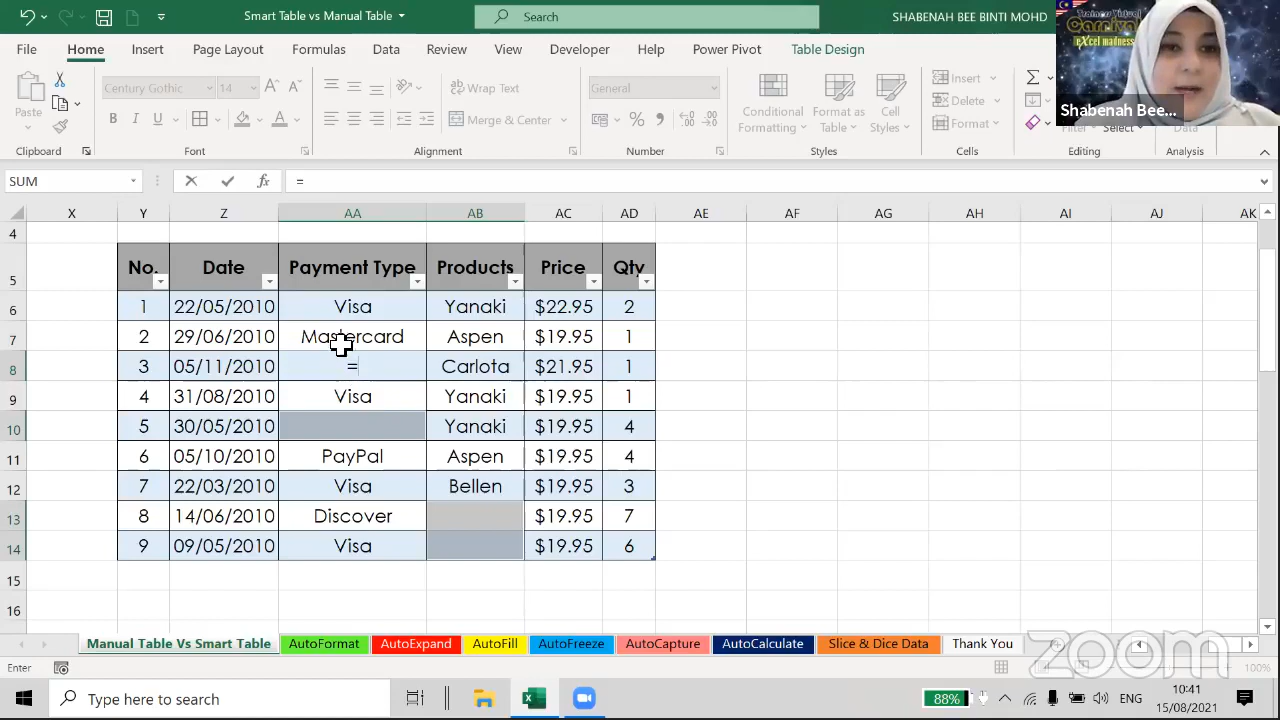 Smart Table vs Manual Table
Search
SHABENAH BEE BINTI MOHD
File Home Insert Page Layout Formulas Data Review View Developer Help Power Pivot Table Design
Paste
Clipboard
Century Gothic
B I U
A A
Font
ab Wrap Text
Merge & Center
Alignment
General
% ,
Number
Conditional Formatting
Format as Table
Cell Styles
Styles
Insert
Delete
Format
Cells
Select
Editing
Data
Analysis
Trainers Virtual
Carnival
eXcel madness
Shabenah Bee...
SUM fx =
X Y Z AA AB AC AD AE AF AG AH AI AJ AK
4
5 No. Date Payment Type Products Price Qty
6 1 22/05/2010 Visa Yanaki $22.95 2
7 2 29/06/2010 Mastercard Aspen $19.95 1
8 3 05/11/2010 = Carlota $21.95 1
9 4 31/08/2010 Visa Yanaki $19.95 1
10 5 30/05/2010 Yanaki $19.95 4
11 6 05/10/2010 PayPal Aspen $19.95 4
12 7 22/03/2010 Visa Bellen $19.95 3
13 8 14/06/2010 Discover $19.95 7
14 9 09/05/2010 Visa $19.95 6
15
16
Manual Table Vs Smart Table AutoFormat AutoExpand AutoFill AutoFreeze AutoCapture AutoCalculate Slice & Dice Data Thank You
zoom
Enter
100%
Type here to search
88%
ENG
10:41
15/08/2021